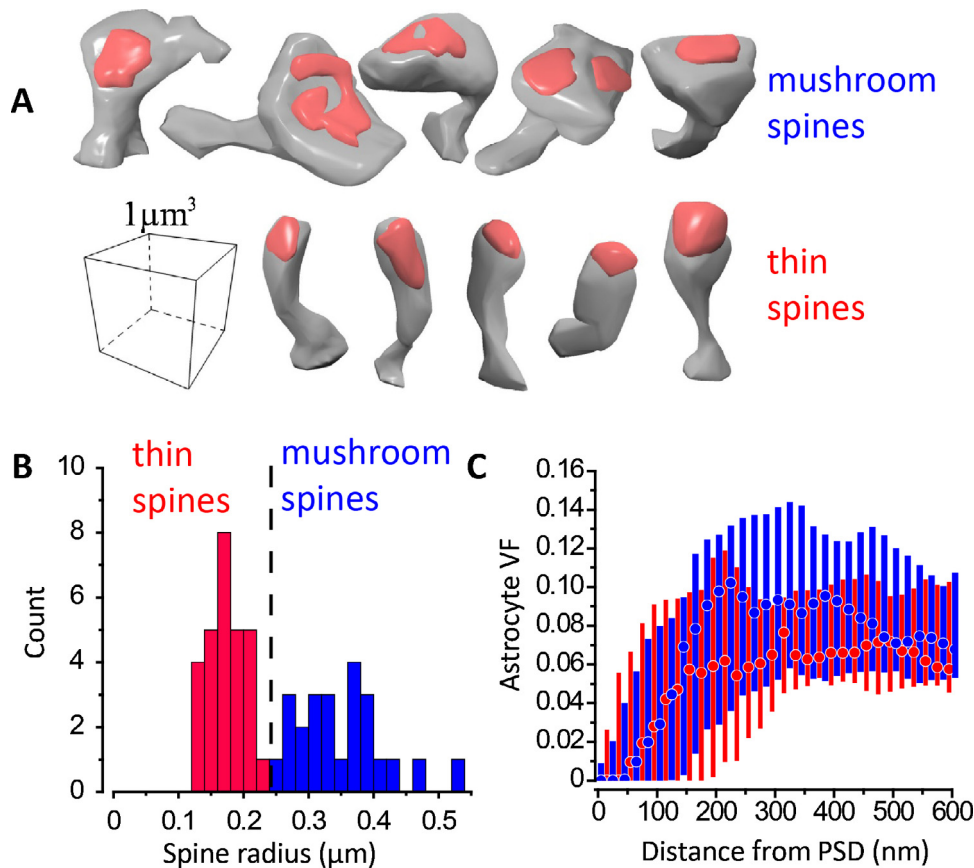 A
mushroom
spines
1μm³
thin
spines
B
thin
spines
mushroom
spines
10
8
6
4
2
0
Count
0
0.1
0.2
0.3
0.4
0.5
Spine radius (μm)
C
0.16
0.14
0.12
0.10
0.08
0.06
0.04
0.02
0
Astrocyte VF
0
100
200
300
400
500
600
Distance from PSD (nm)